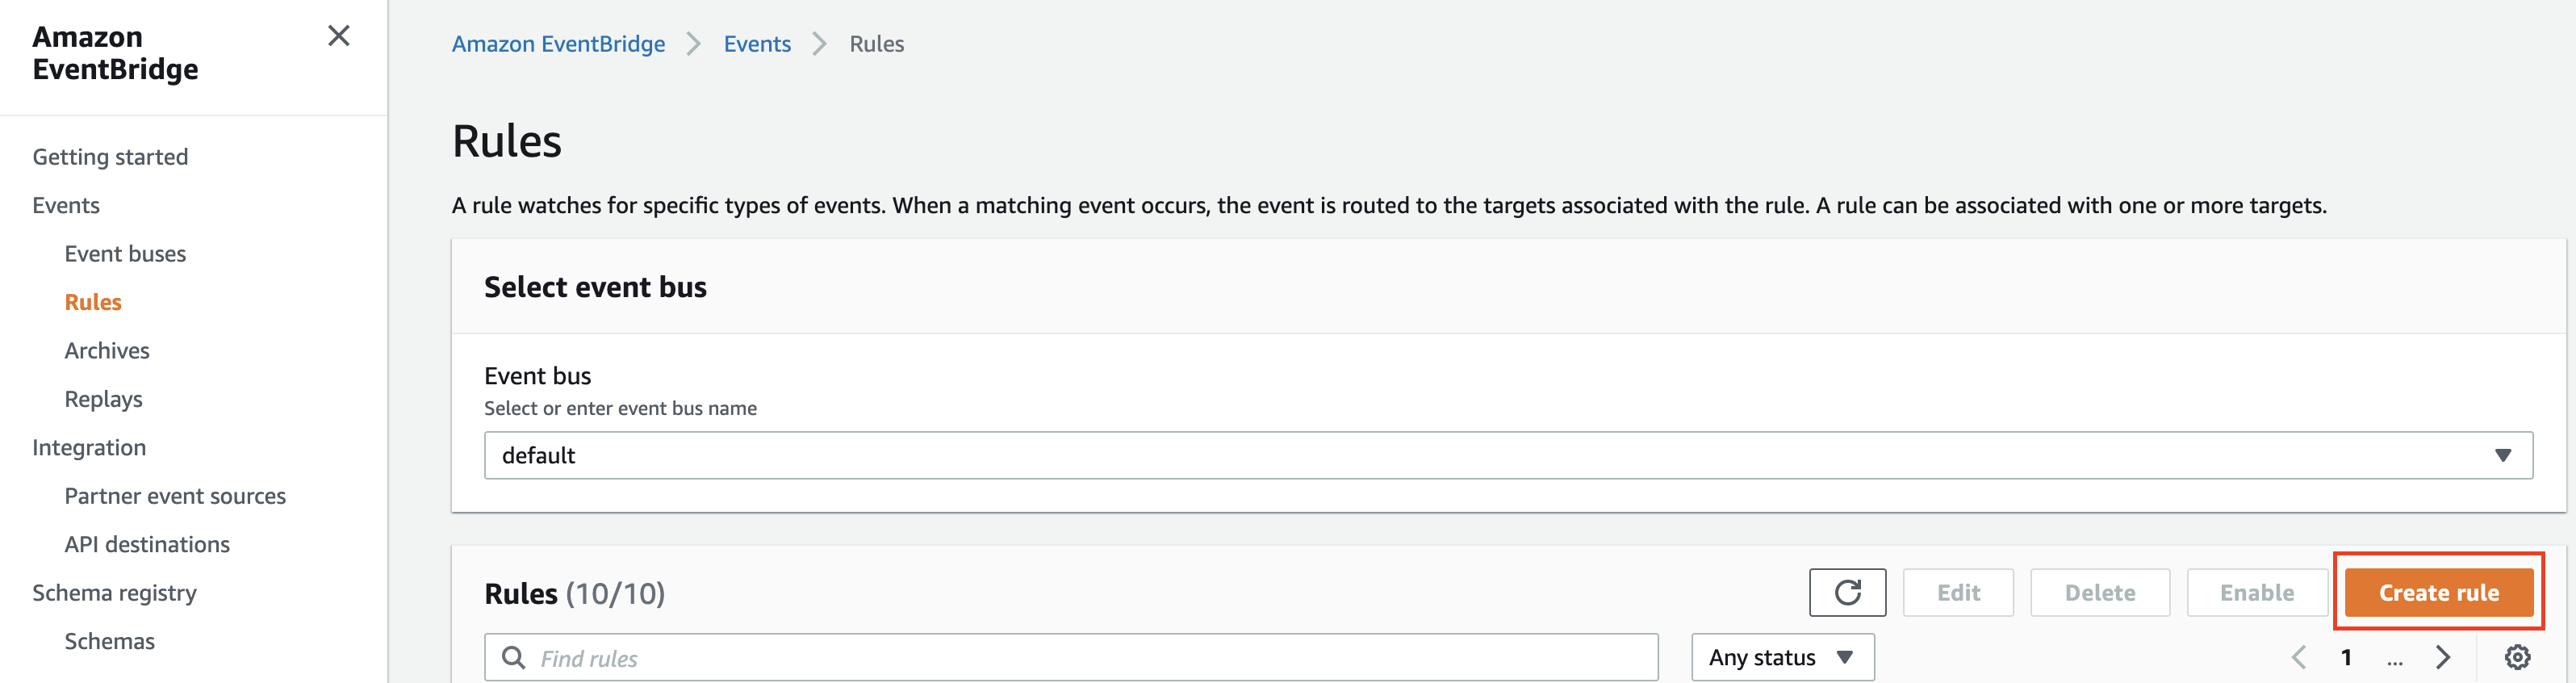 Amazon
EventBridge
Getting started
Events
Event buses
Rules
Archives
Replays
Integration
Partner event sources
API destinations
Schema registry
Schemas
Amazon EventBridge
Events
Rules
Rules
A rule watches for specific types of events. When a matching event occurs, the event is routed to the targets associated with the rule. A rule can be associated with one or more targets.
Select event bus
Event bus
Select or enter event bus name
default
Rules (10/10)
Edit
Delete
Enable
Create rule
Find rules
Any status
1
...